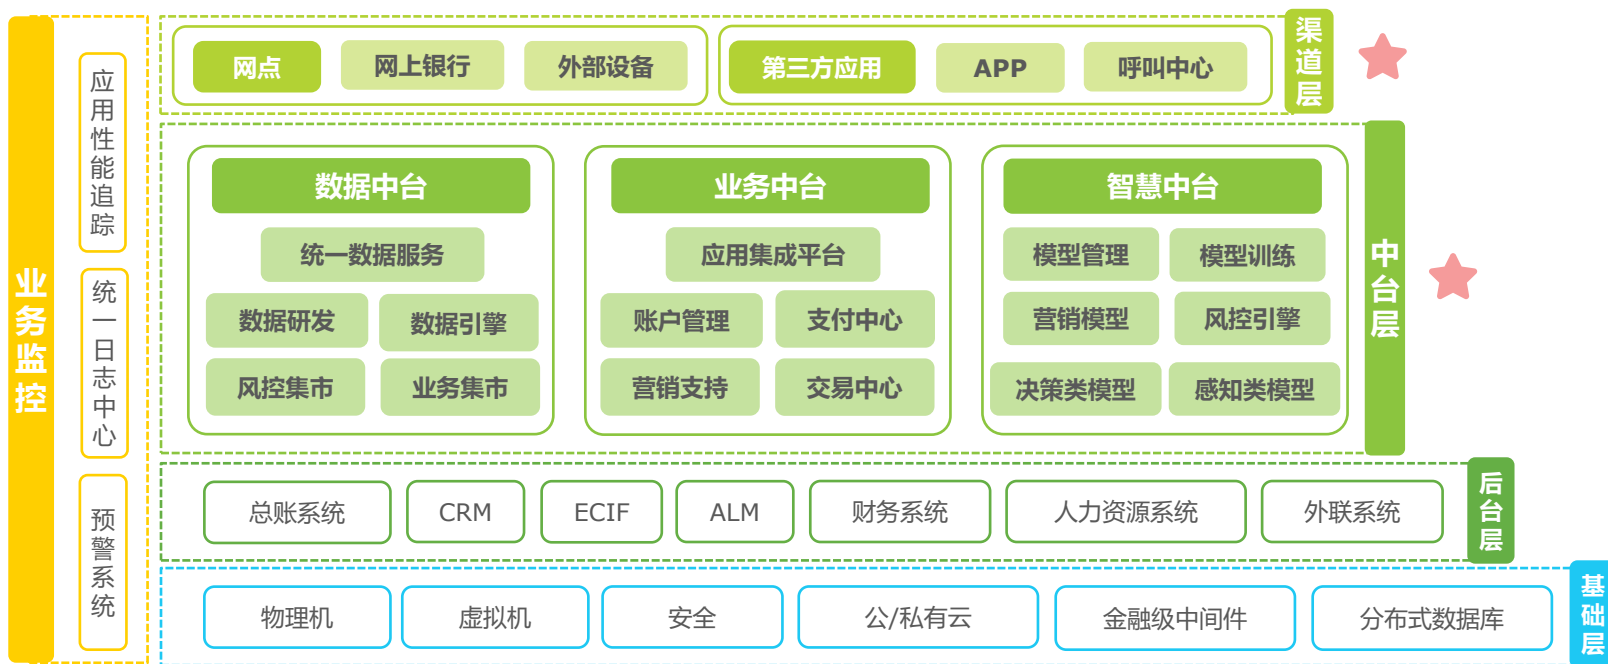 业务监控
应用性能追踪
统一日志中心
预警系统
网点
网上银行
外部设备
第三方应用
APP
呼叫中心
渠道层
数据中台
统一数据服务
数据研发
数据引擎
风控集市
业务集市
业务中台
应用集成平台
账户管理
支付中心
营销支持
交易中心
智慧中台
模型管理
模型训练
营销模型
风控引擎
决策类模型
感知类模型
中台层
总账系统
CRM
ECIF
ALM
财务系统
人力资源系统
外联系统
后台层
物理机
虚拟机
安全
公/私有云
金融级中间件
分布式数据库
基础层